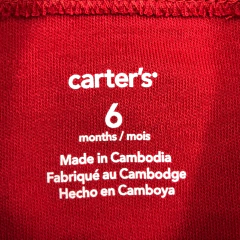 carter's
6
months / mois
Made in Cambodia
Fabriqué au Cambodge
Hecho en Camboya